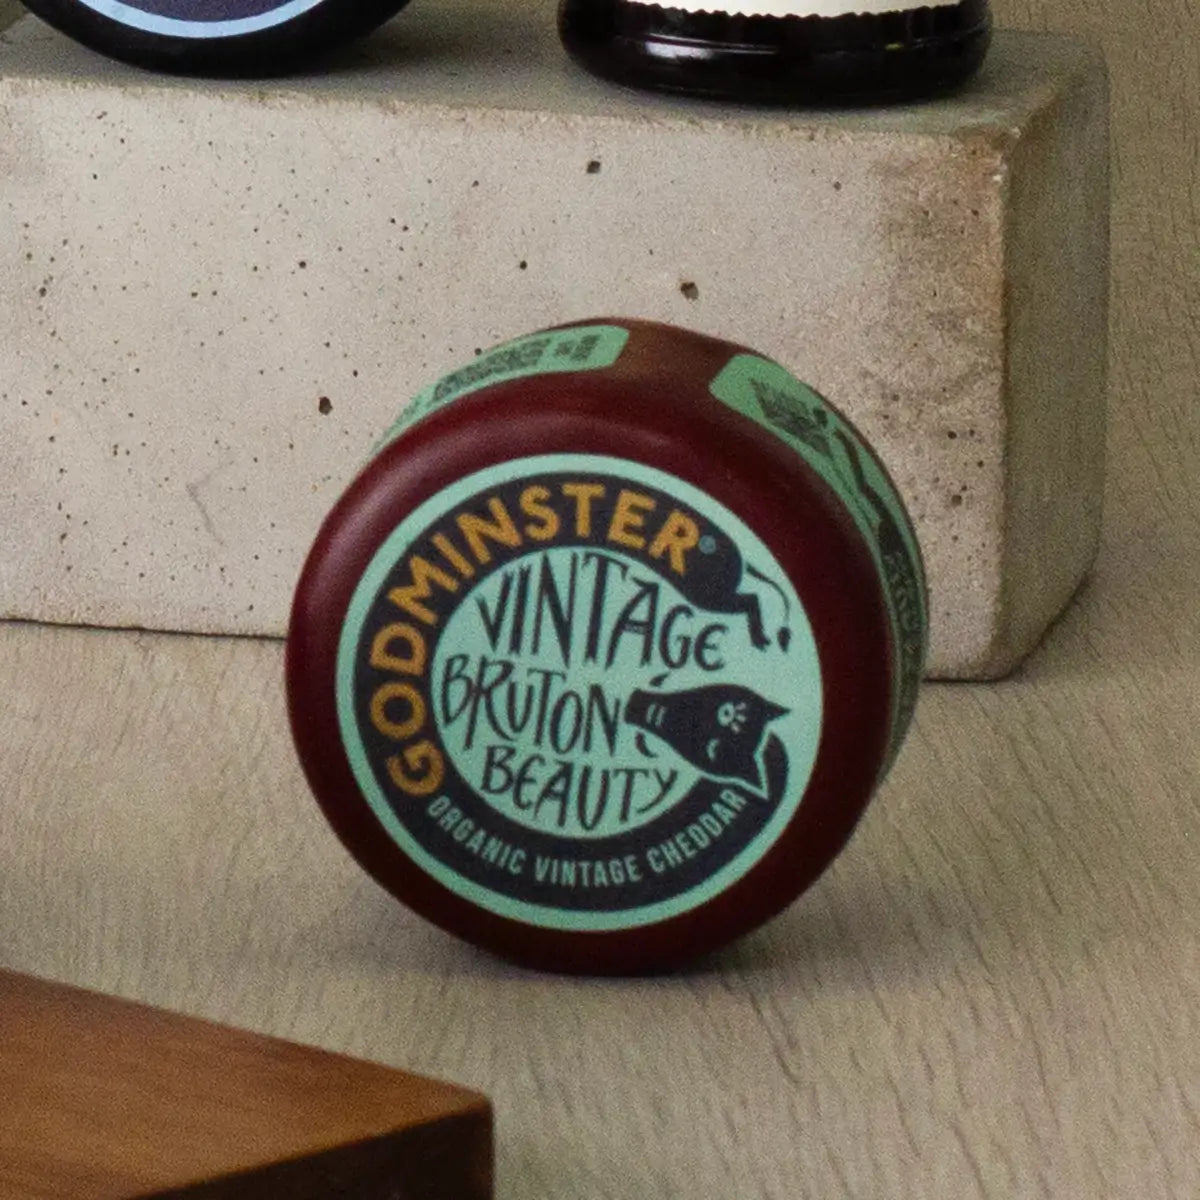 GODMINSTER®
VINTAGE
BRUTON
BEAUTY
ORGANIC VINTAGE CHEDDAR